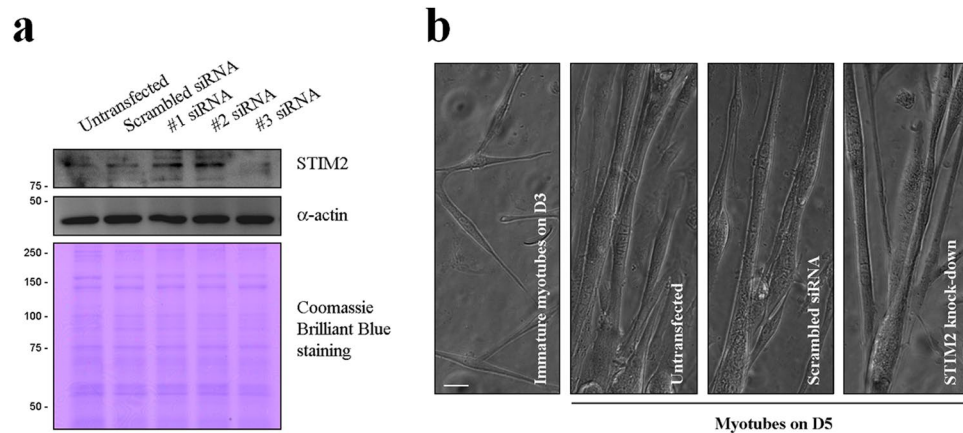 a
Untransfected
Scrambled siRNA
#1 siRNA
#2 siRNA
#3 siRNA
STIM2
75 -
50 -
α-actin
250 -
150 -
100 -
75 -
50 -
Coomassie
Brilliant Blue
staining
b
Immature myotubes on D3
Untransfected
Scrambled siRNA
STIM2 knock-down
Myotubes on D5